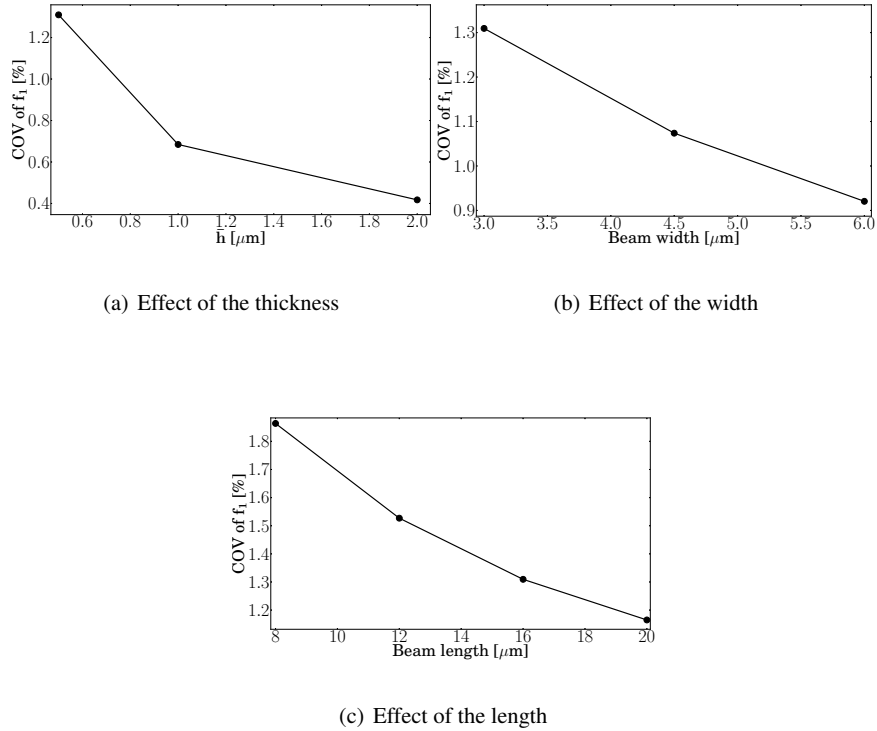 COV of f₁ [%]
1.2
1.0
0.8
0.6
0.4
0.6 0.8 1.0 1.2 1.4 1.6 1.8 2.0
h̄ [μm]
(a) Effect of the thickness
COV of f₁ [%]
1.3
1.2
1.1
1.0
0.9
3.0 3.5 4.0 4.5 5.0 5.5 6.0
Beam width [μm]
(b) Effect of the width
COV of f₁ [%]
1.8
1.7
1.6
1.5
1.4
1.3
1.2
8 10 12 14 16 18 20
Beam length [μm]
(c) Effect of the length